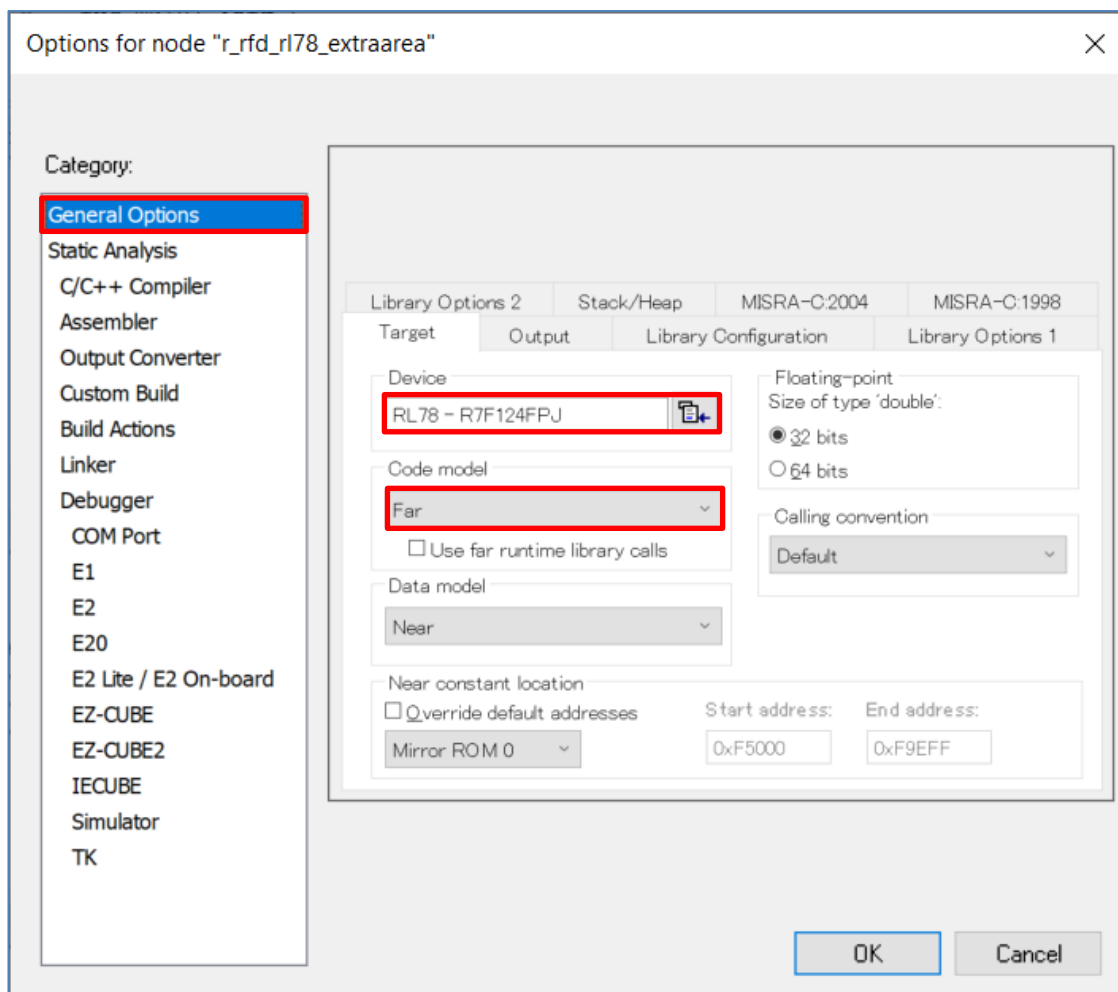 Options for node "r_rfd_rl78_extraarea"
Category:
General Options
Static Analysis
C/C++ Compiler
Assembler
Output Converter
Custom Build
Build Actions
Linker
Debugger
COM Port
E1
E2
E20
E2 Lite / E2 On-board
EZ-CUBE
EZ-CUBE2
IECUBE
Simulator
TK
Library Options 2 Stack/Heap MISRA-C:2004 MISRA-C:1998
Target Output Library Configuration Library Options 1
Device
RL78 - R7F124FPJ
Code model
Far
Use far runtime library calls
Data model
Near
Floating-point
Size of type 'double':
32 bits
64 bits
Calling convention
Default
Near constant location
Override default addresses
Mirror ROM 0
Start address: End address:
0xF5000 0xF9EFF
OK Cancel